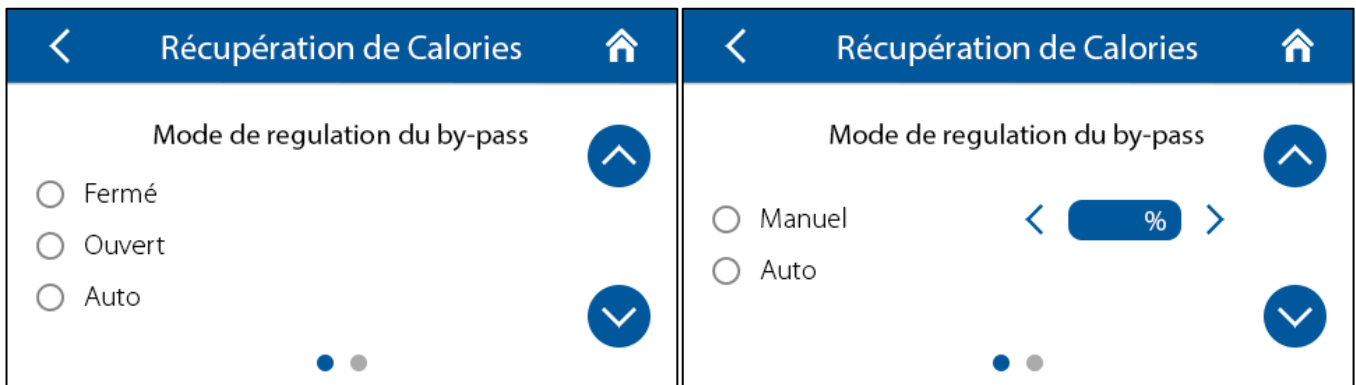 Récupération de Calories
Mode de regulation du by-pass
Fermé
Ouvert
Auto
Récupération de Calories
Mode de regulation du by-pass
Manuel %
Auto